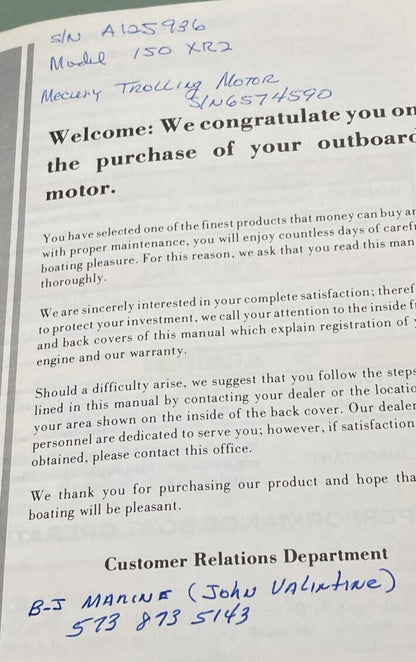 S/N A125936
Model 150 XR2
Mecury Trolling Motor
S/N 6574590
Welcome: We congratulate you on
the purchase of your outboard
motor.
You have selected one of the finest products that money can buy an
with proper maintenance, you will enjoy countless days of caref
boating pleasure. For this reason, we ask that you read this man
thoroughly.
We are sincerely interested in your complete satisfaction; theref
to protect your investment, we call your attention to the inside f
and back covers of this manual which explain registration of y
engine and our warranty.
Should a difficulty arise, we suggest that you follow the steps
lined in this manual by contacting your dealer or the locatio
your area shown on the inside of the back cover. Our dealer
personnel are dedicated to serve you; however, if satisfaction
obtained, please contact this office.
We thank you for purchasing our product and hope tha
boating will be pleasant.
Customer Relations Department
B-J MARINE (John Valintine)
573 873 5143